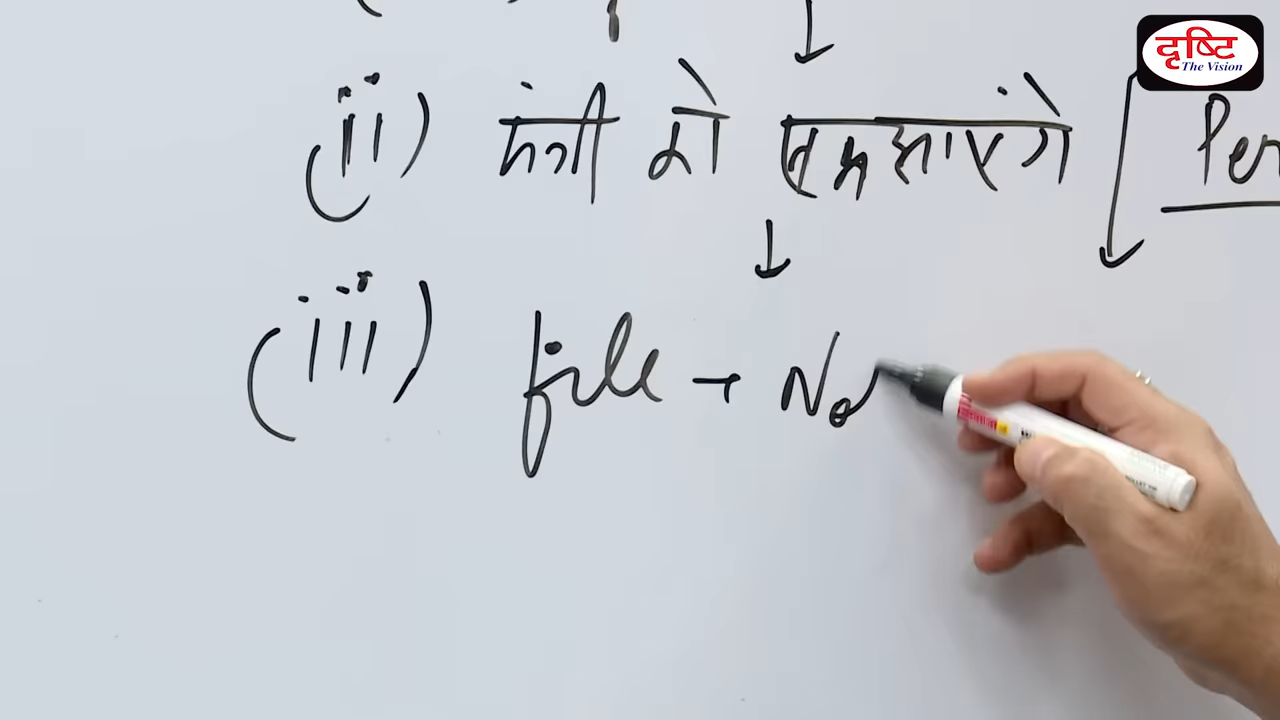 दृष्टि
The Vision
(ii) मंत्री को समझाएंगे
(iii) file → No